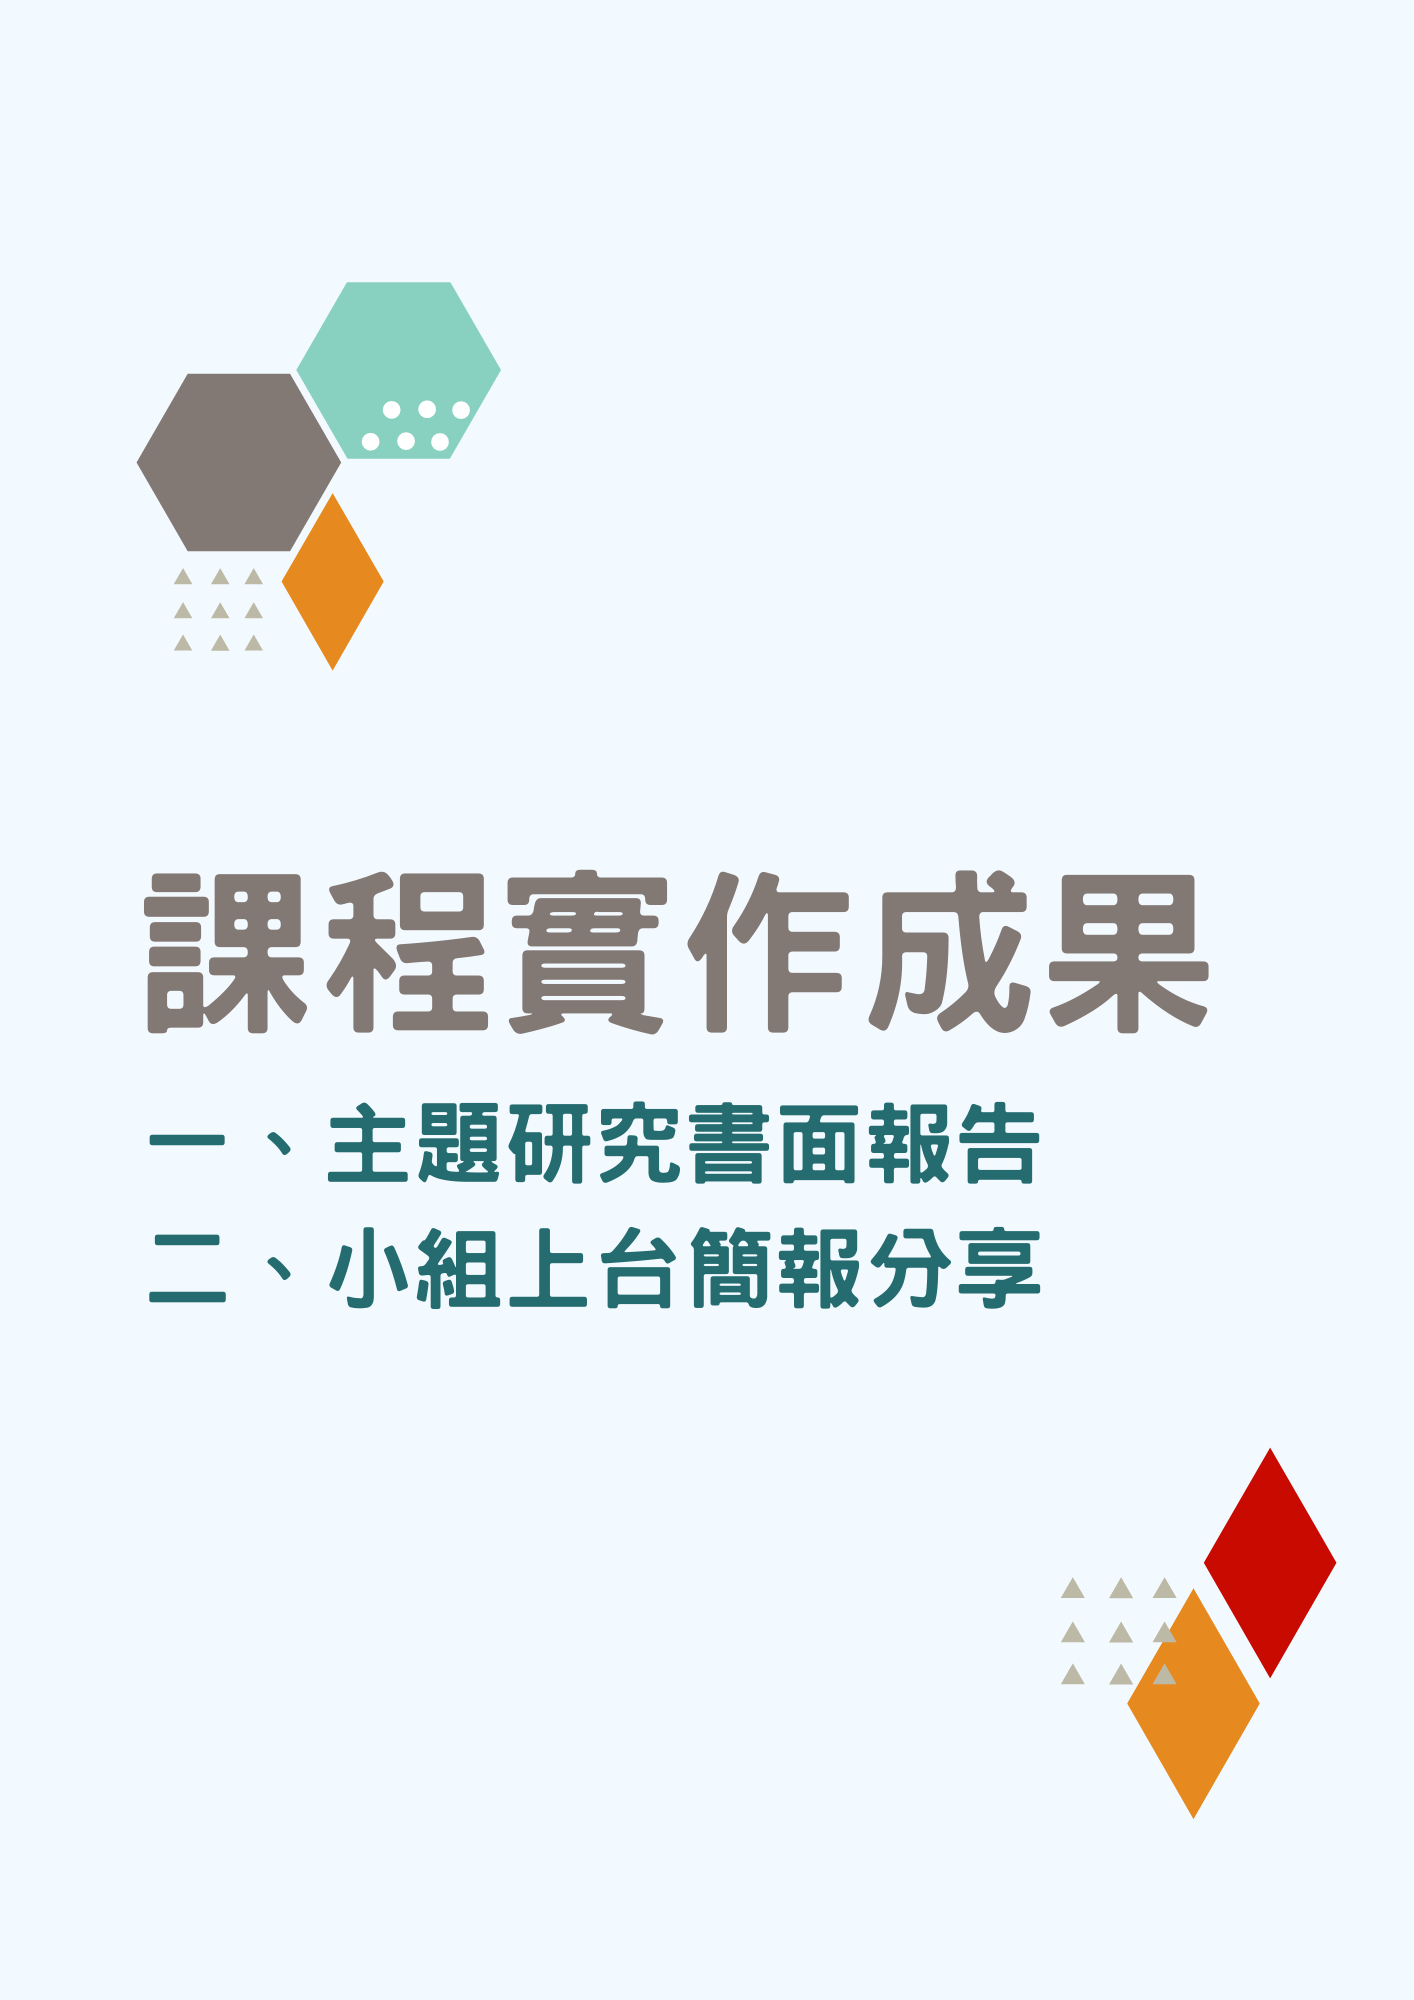 課程實作成果
一、主題研究書面報告
二、小組上台簡報分享